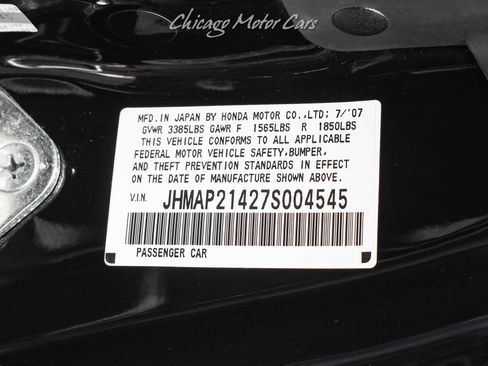 Chicago Motor Cars
MFD. IN JAPAN BY HONDA MOTOR CO.,LTD; 7/'07
GVWR 3385LBS GAWR F 1565LBS R 1850LBS
THIS VEHICLE CONFORMS TO ALL APPLICABLE
FEDERAL MOTOR VEHICLE SAFETY,BUMPER,
AND THEFT PREVENTION STANDARDS IN EFFECT
ON THE DATE OF MANUFACTURE SHOWN ABOVE.
V.I.N. JHMAP21427S004545
PASSENGER CAR